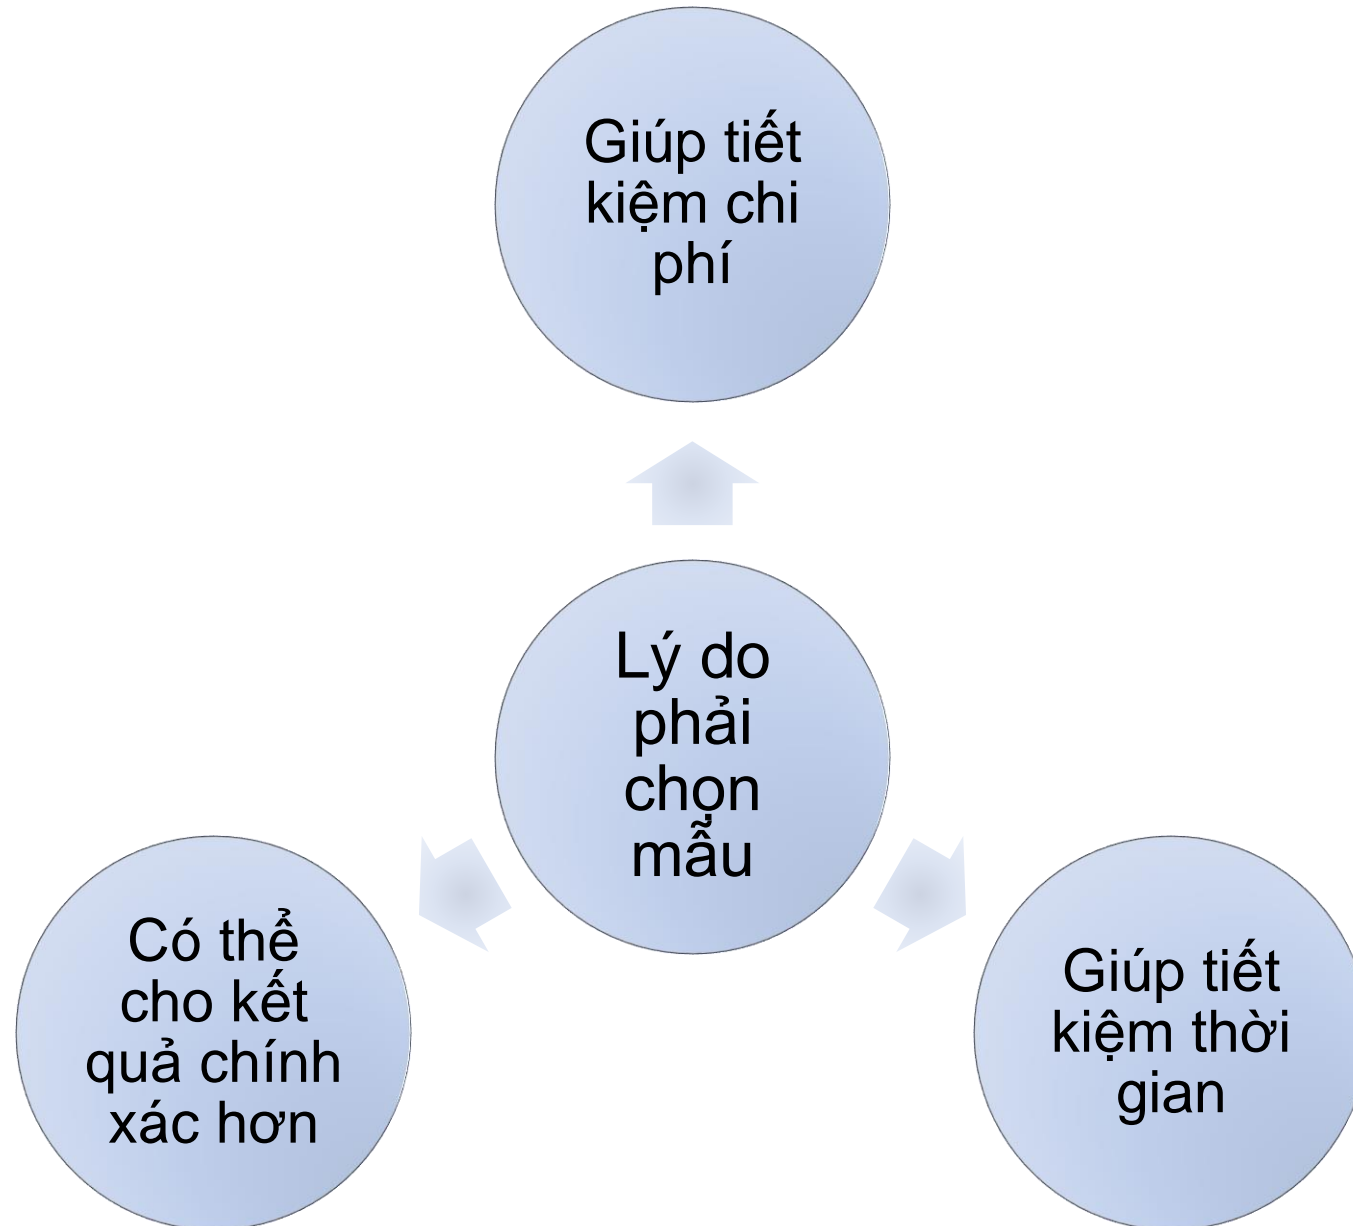 Giúp tiết
kiệm chi
phí
Lý do
phải
chọn
mẫu
Có thể
cho kết
quả chính
xác hơn
Giúp tiết
kiệm thời
gian